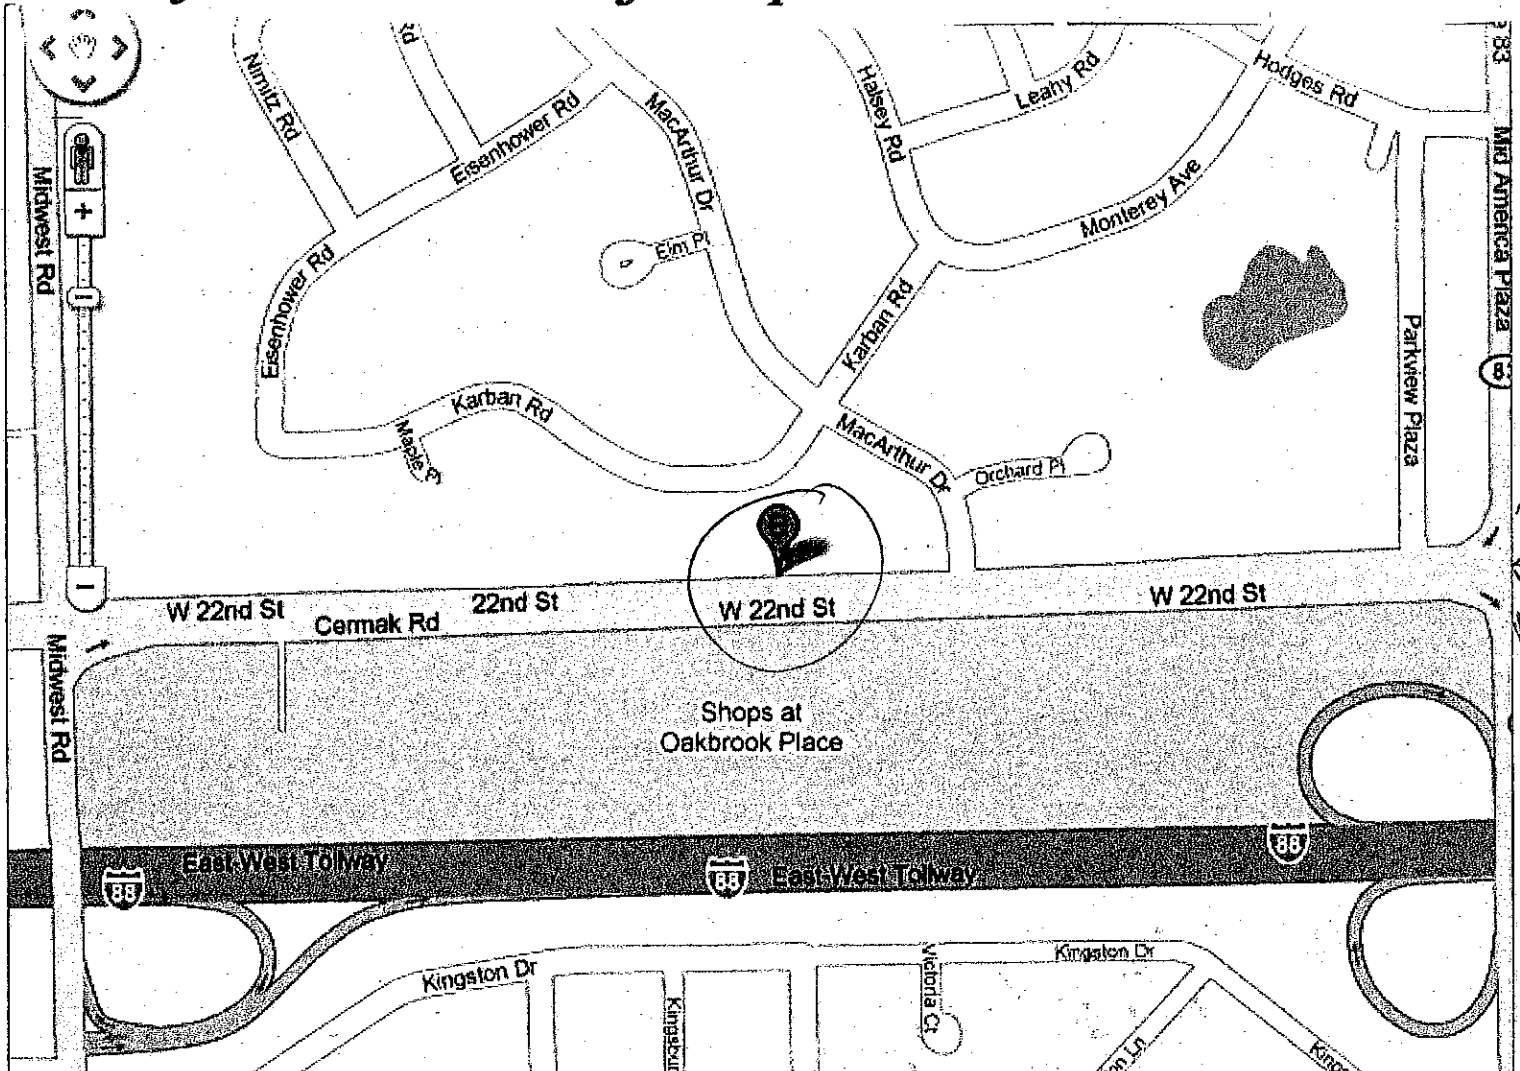 Nimitz Rd
Rd
Eisenhower Rd
MacArthur Dr
Halsey Rd
Leahy Rd
Hodges Rd
83
Midwest Rd
Eisenhower Rd
Elm Pl
Monterey Ave
Mid America Plaza
Karban Rd
Parkview Plaza
Karban Rd
Maple Pl
MacArthur Dr
Orchard Pl
W 22nd St
Cermak Rd
22nd St
W 22nd St
W 22nd St
Midwest Rd
Shops at
Oakbrook Place
East-West Tollway
88
88
East-West Tollway
88
Kingston Dr
Victoria Ct
Kingston Dr